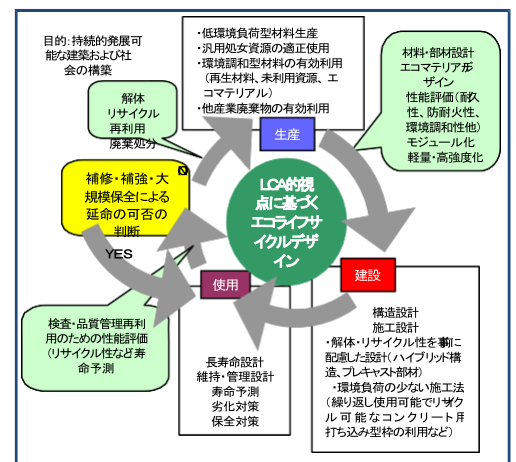 目的：持続的発展可
能な建築および社
会の構築
・低環境負荷型材料生産
・汎用処女資源の適正使用
・環境調和型材料の有効利用
（再生材料、未利用資源、エ
コマテリアル）
・他産業廃棄物の有効利用
生産
材料・部材設計
エコマテリアルデ
ザイン
性能評価（耐久
性、防耐火性、
環境調和性他）
モジュール化
軽量・高強度化
解体
リサイクル
再利用
廃棄処分
補修・補強・大
規模保全による
延命の可否の
判断
YES
LCA的視
点に基づく
エコライフサ
イクルデザ
イン
使用
建設
検査・品質管理再利
用のための性能評価
（リサイクル性など寿
命予測
長寿命設計
維持・管理設計
寿命予測
劣化対策
保全対策
構造設計
施工設計
・解体・リサイクル性を事前に
配慮した設計（ハイブリッド構
造、プレキャスト部材）
・環境負荷の少ない施工法
（繰り返し使用可能でリサイク
ル可能なコンクリート用
打ち込み型枠の利用など）